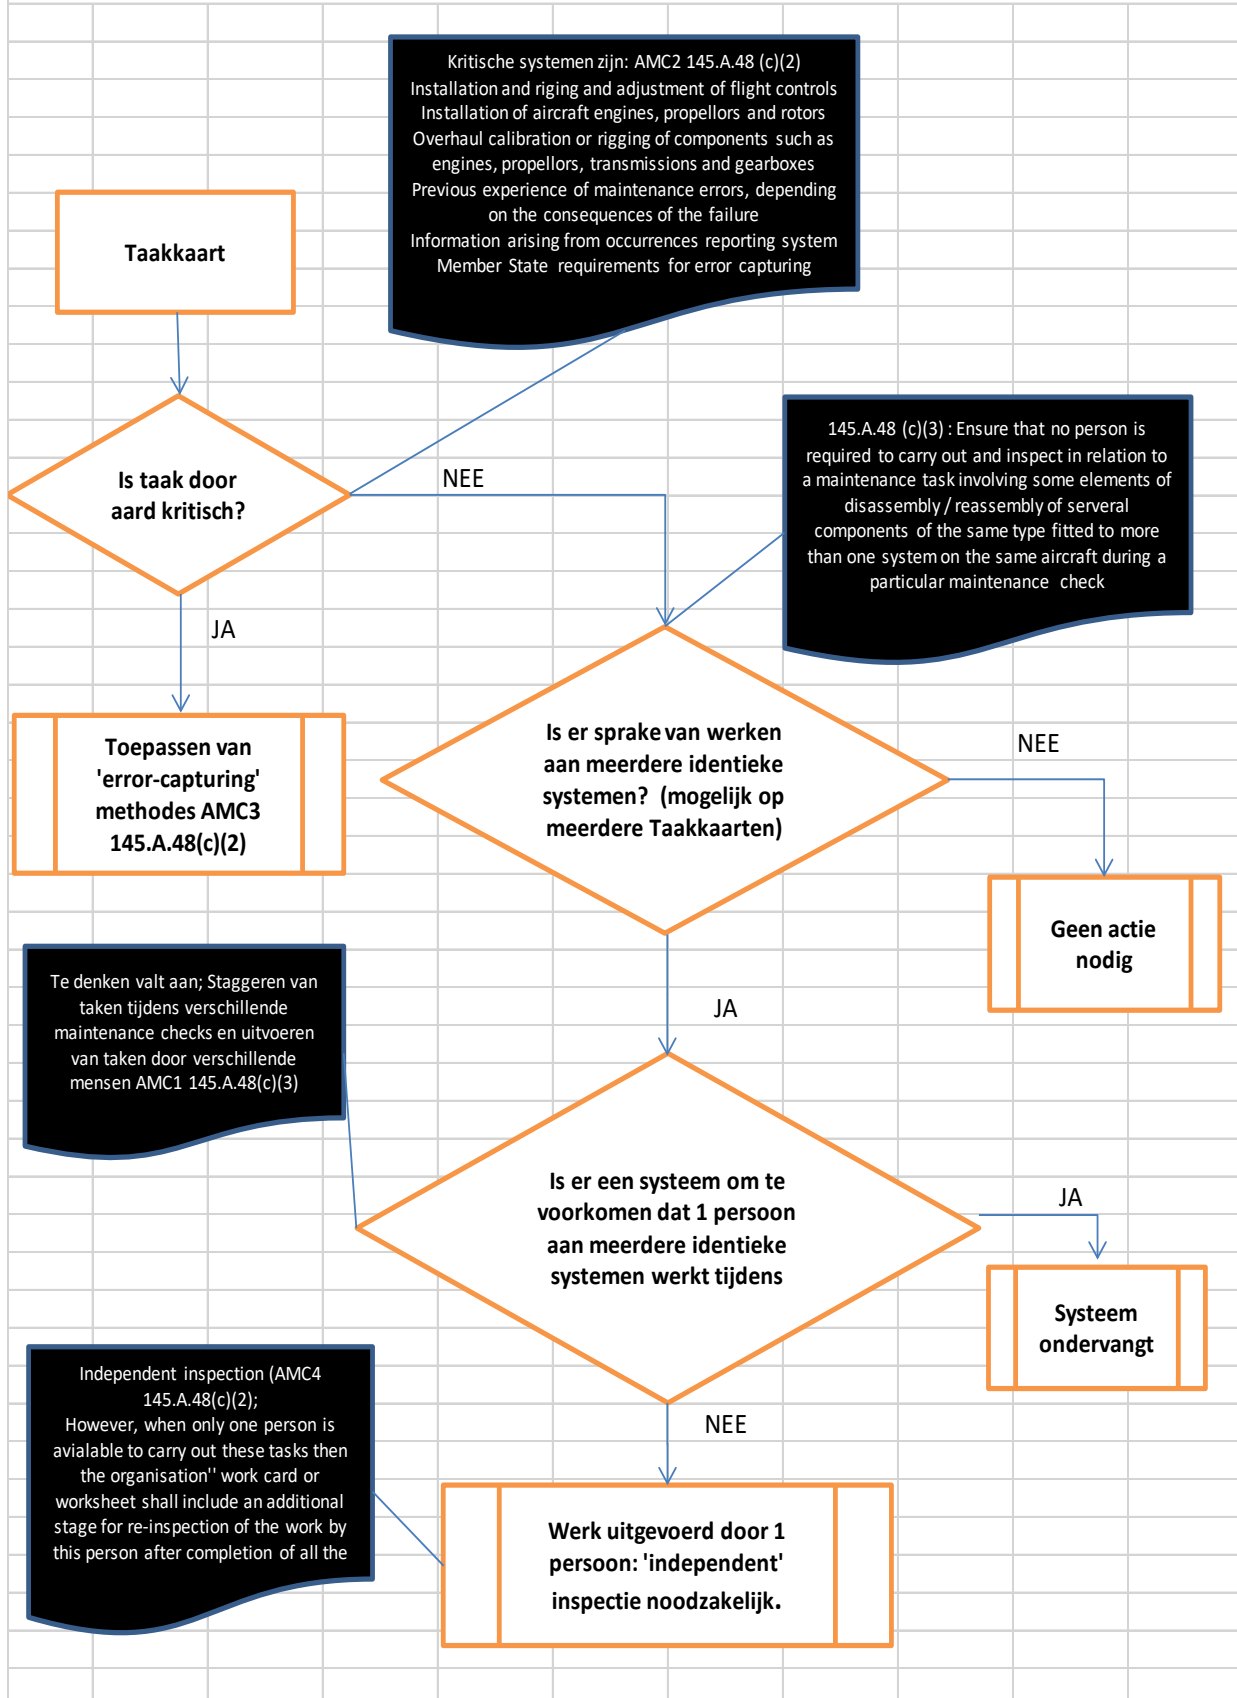 Kritische systemen zijn: AMC2 145.A.48 (c)(2)
Installation and riging and adjustment of flight controls
Installation of aircraft engines, propellors and rotors
Overhaul calibration or rigging of components such as
engines, propellors, transmissions and gearboxes
Previous experience of maintenance errors, depending
on the consequences of the failure
Information arising from occurrences reporting system
Member State requirements for error capturing
Taakkaart
145.A.48 (c)(3) : Ensure that no person is
required to carry out and inspect in relation to
a maintenance task involving some elements of
disassembly / reassembly of serveral
components of the same type fitted to more
than one system on the same aircraft during a
particular maintenance check
Is taak door
aard kritisch?
NEE
JA
Toepassen van
'error-capturing'
methodes AMC3
145.A.48(c)(2)
Is er sprake van werken
aan meerdere identieke
systemen? (mogelijk op
meerdere Taakkaarten)
NEE
Geen actie
nodig
JA
Te denken valt aan; Staggeren van
taken tijdens verschillende
maintenance checks en uitvoeren
van taken door verschillende
mensen AMC1 145.A.48(c)(3)
Is er een systeem om te
voorkomen dat 1 persoon
aan meerdere identieke
systemen werkt tijdens
JA
Systeem
ondervangt
NEE
Independent inspection (AMC4
145.A.48(c)(2);
However, when only one person is
avialable to carry out these tasks then
the organisation'' work card or
worksheet shall include an additional
stage for re-inspection of the work by
this person after completion of all the
Werk uitgevoerd door 1
persoon: 'independent'
inspectie noodzakelijk.